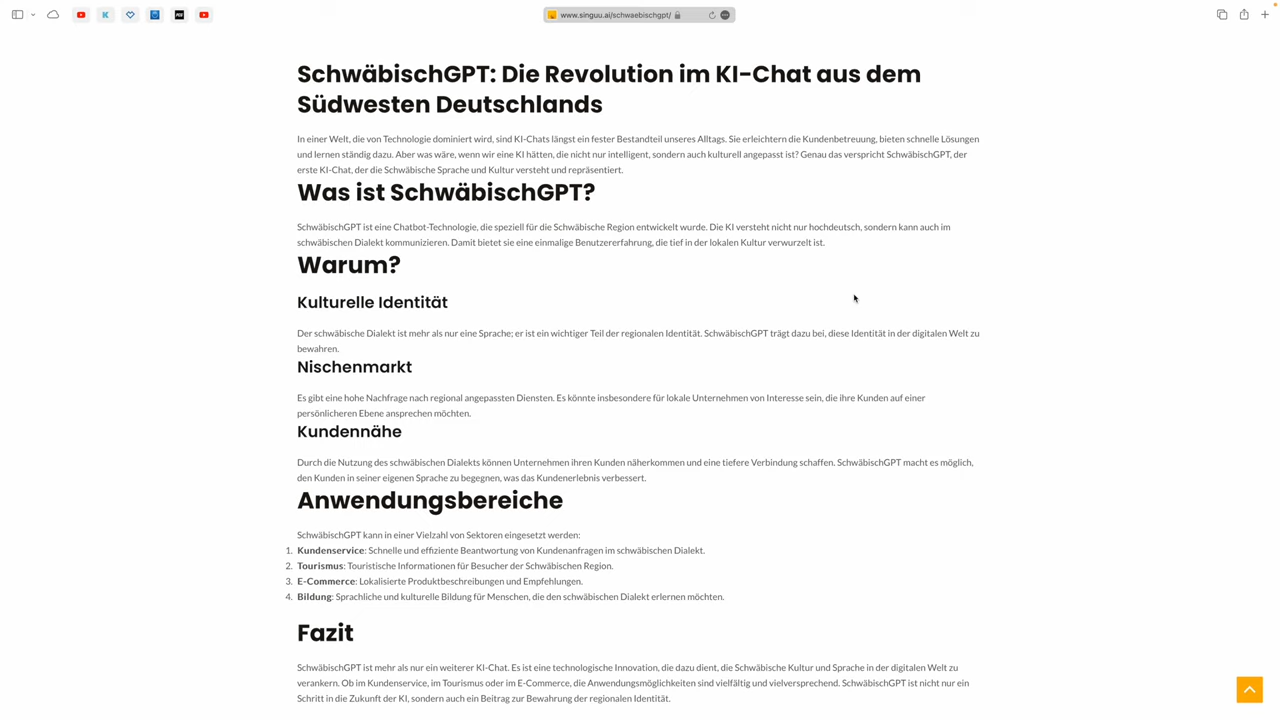 www.singuu.ai/schwaebischgpt/
SchwäbischGPT: Die Revolution im KI-Chat aus dem
Südwesten Deutschlands
In einer Welt, die von Technologie dominiert wird, sind KI-Chats längst ein fester Bestandteil unseres Alltags. Sie erleichtern die Kundenbetreuung, bieten schnelle Lösungen
und lernen ständig dazu. Aber was wäre, wenn wir eine KI hätten, die nicht nur intelligent, sondern auch kulturell angepasst ist? Genau das verspricht SchwäbischGPT, der
erste KI-Chat, der die Schwäbische Sprache und Kultur versteht und repräsentiert.
Was ist SchwäbischGPT?
SchwäbischGPT ist eine Chatbot-Technologie, die speziell für die Schwäbische Region entwickelt wurde. Die KI versteht nicht nur hochdeutsch, sondern kann auch im
schwäbischen Dialekt kommunizieren. Damit bietet sie eine einmalige Benutzererfahrung, die tief in der lokalen Kultur verwurzelt ist.
Warum?
Kulturelle Identität
Der schwäbische Dialekt ist mehr als nur eine Sprache; er ist ein wichtiger Teil der regionalen Identität. SchwäbischGPT trägt dazu bei, diese Identität in der digitalen Welt zu
bewahren.
Nischenmarkt
Es gibt eine hohe Nachfrage nach regional angepassten Diensten. Es könnte insbesondere für lokale Unternehmen von Interesse sein, die ihre Kunden auf einer
persönlicheren Ebene ansprechen möchten.
Kundennähe
Durch die Nutzung des schwäbischen Dialekts können Unternehmen ihren Kunden näherkommen und eine tiefere Verbindung schaffen. SchwäbischGPT macht es möglich,
den Kunden in seiner eigenen Sprache zu begegnen, was das Kundenerlebnis verbessert.
Anwendungsbereiche
SchwäbischGPT kann in einer Vielzahl von Sektoren eingesetzt werden:
1. Kundenservice: Schnelle und effiziente Beantwortung von Kundenanfragen im schwäbischen Dialekt.
2. Tourismus: Touristische Informationen für Besucher der Schwäbischen Region.
3. E-Commerce: Lokalisierte Produktbeschreibungen und Empfehlungen.
4. Bildung: Sprachliche und kulturelle Bildung für Menschen, die den schwäbischen Dialekt erlernen möchten.
Fazit
SchwäbischGPT ist mehr als nur ein weiterer KI-Chat. Es ist eine technologische Innovation, die dazu dient, die Schwäbische Kultur und Sprache in der digitalen Welt zu
verankern. Ob im Kundenservice, im Tourismus oder im E-Commerce, die Anwendungsmöglichkeiten sind vielfältig und vielversprechend. SchwäbischGPT ist nicht nur ein
Schritt in die Zukunft der KI, sondern auch ein Beitrag zur Bewahrung der regionalen Identität.